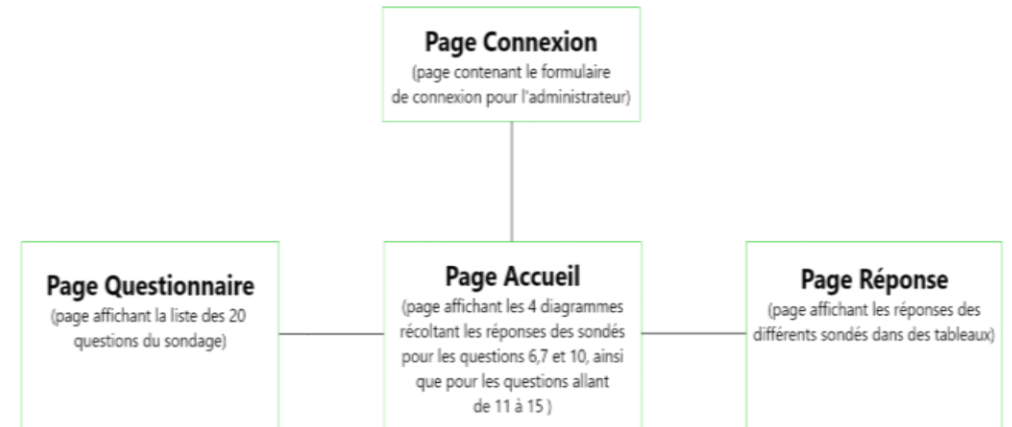 Page Connexion
(page contenant le formulaire
de connexion pour l'administrateur)
Page Questionnaire
(page affichant la liste des 20
questions du sondage)
Page Accueil
(page affichant les 4 diagrammes
récoltant les réponses des sondés
pour les questions 6,7 et 10, ainsi
que pour les questions allant
de 11 à 15 )
Page Réponse
(page affichant les réponses des
différents sondés dans des tableaux)